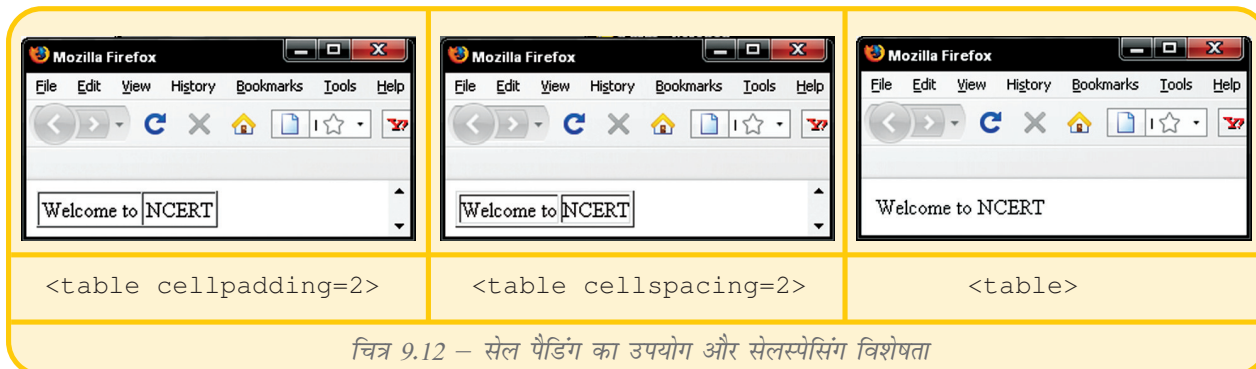 Mozilla Firefox
File Edit View History Bookmarks Tools Help
Welcome to NCERT
<table cellpadding=2>
Mozilla Firefox
File Edit View History Bookmarks Tools Help
Welcome to NCERT
<table cellspacing=2>
Mozilla Firefox
File Edit View History Bookmarks Tools Help
Welcome to NCERT
<table>
चित्र 9.12 – सेल पैडिंग का उपयोग और सेलस्पेसिंग विशेषता